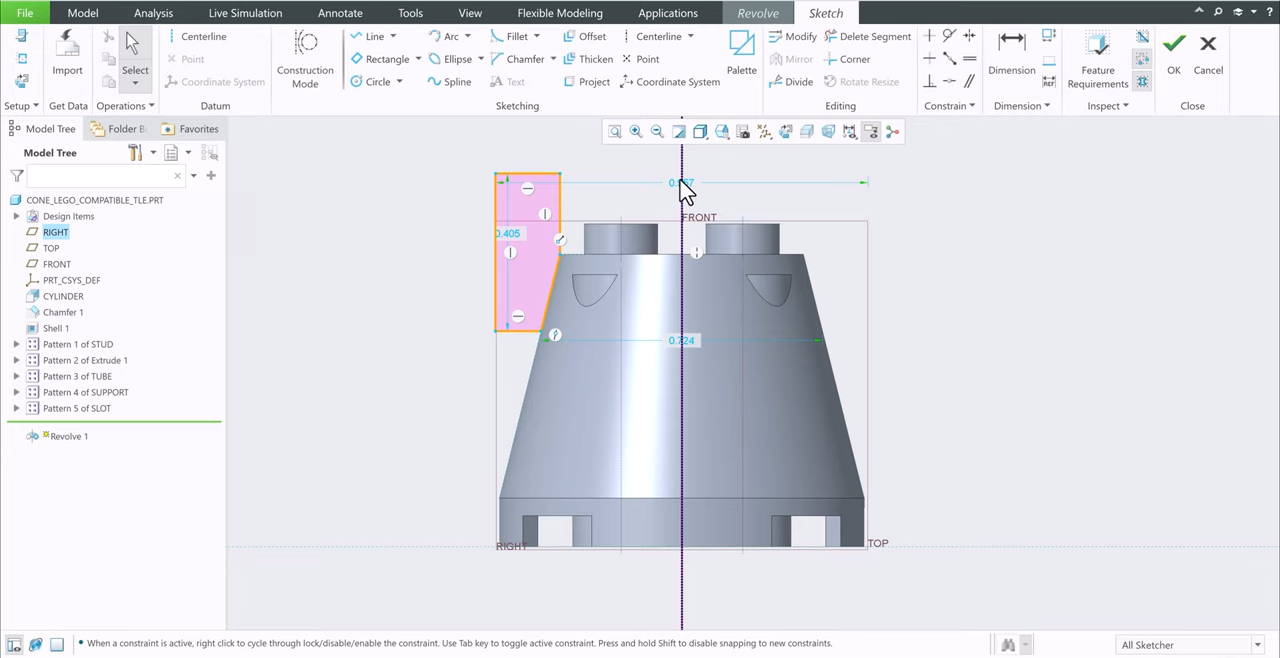 File Model Analysis Live Simulation Annotate Tools View Flexible Modeling Applications Revolve Sketch
Import
Select
Centerline
Point
Coordinate System
Construction Mode
Line Arc Fillet Offset Centerline
Rectangle Ellipse Chamfer Thicken Point
Circle Spline Text Project Coordinate System
Palette
Modify Delete Segment
Mirror Corner
Divide Rotate Resize
Dimension
Feature Requirements
OK Cancel
Setup Get Data Operations Datum Sketching Editing Constrain Dimension Inspect Close
Model Tree Folder B Favorites
Model Tree
CONE_LEGO_COMPATIBLE_TLE.PRT
Design Items
RIGHT
TOP
FRONT
PRT_CSYS_DEF
CYLINDER
Chamfer 1
Shell 1
Pattern 1 of STUD
Pattern 2 of Extrude 1
Pattern 3 of TUBE
Pattern 4 of SUPPORT
Pattern 5 of SLOT
Revolve 1
FRONT
0.405
0.724
RIGHT
TOP
When a constraint is active, right click to cycle through lock/disable/enable the constraint. Use Tab key to toggle active constraint. Press and hold Shift to disable snapping to new constraints.
All Sketcher